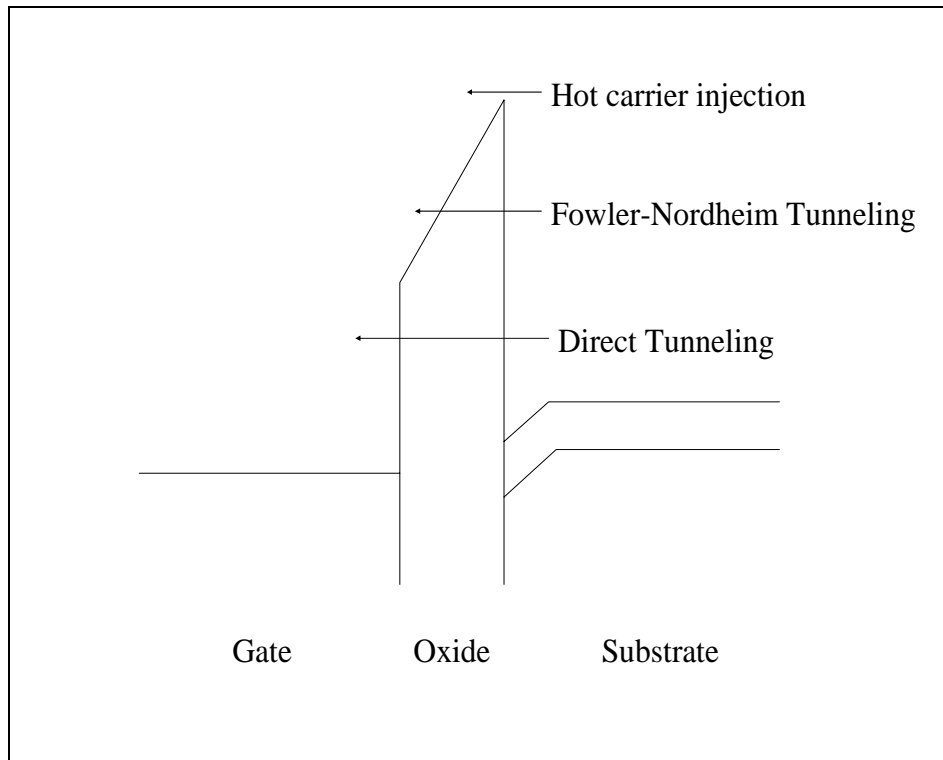 Hot carrier injection
Fowler-Nordheim Tunneling
Direct Tunneling
Gate Oxide Substrate